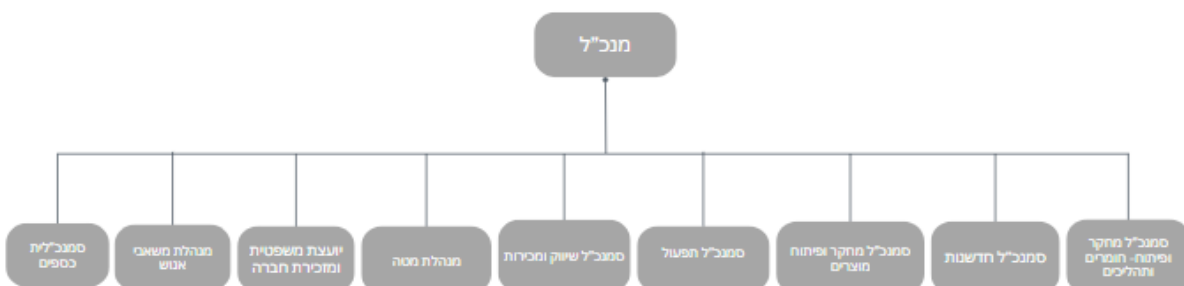 מנכ"ל
סמנכ"ל מחקר
ופיתוח- חומרים
ותהליכים
סמנכ"ל חדשנות
סמנכ"ל מחקר ופיתוח
מוצרים
סמנכ"ל תפעול
סמנכ"ל שיווק ומכירות
מנהלת מטה
יועצת משפטית
ומזכירת חברה
מנהלת משאבי
אנוש
סמנכ"לית
כספים